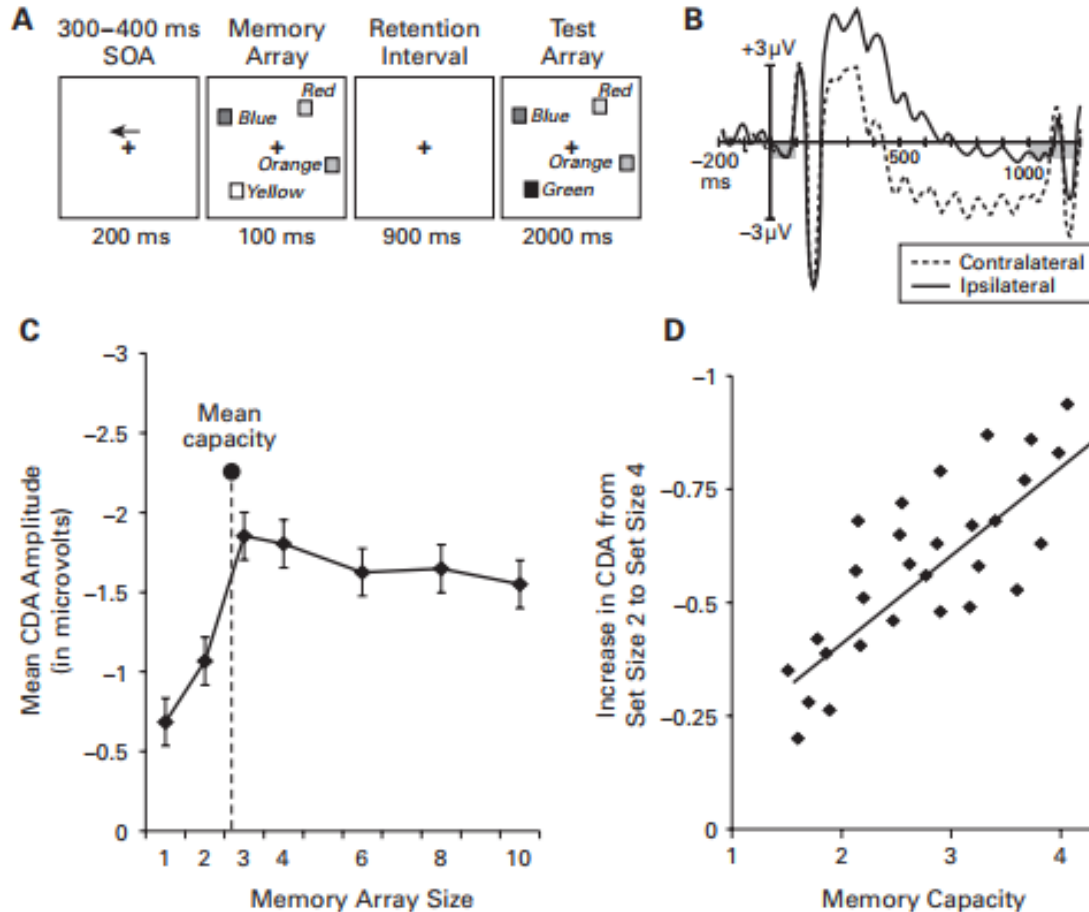 A
300–400 ms
SOA
Memory
Array
Retention
Interval
Test
Array
Blue
Red
Orange
Yellow
Blue
Red
Orange
Green
200 ms
100 ms
900 ms
2000 ms
B
+3μV
–200
ms
500
1000
–3μV
Contralateral
Ipsilateral
C
Mean CDA Amplitude
(in microvolts)
–3
–2.5
–2
–1.5
–1
–0.5
0
Mean
capacity
1 2 3 4 6 8 10
Memory Array Size
D
Increase in CDA from
Set Size 2 to Set Size 4
–1
–0.75
–0.5
–0.25
0
1 2 3 4
Memory Capacity